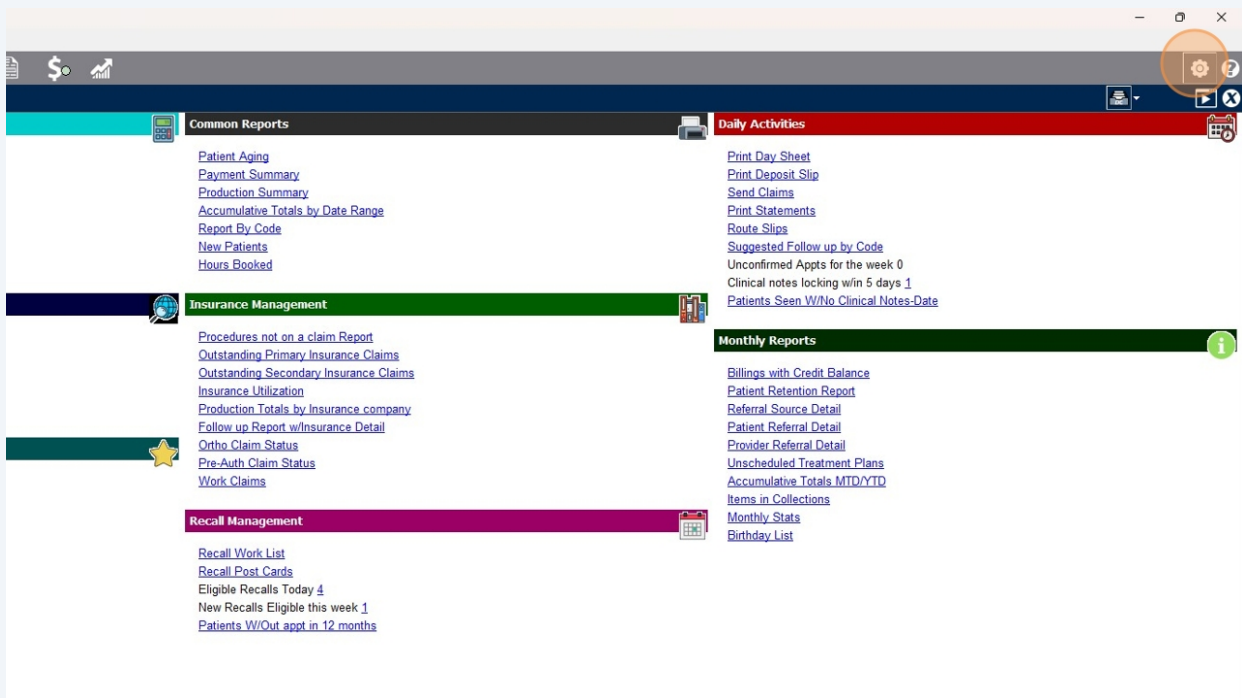 Common Reports
Patient Aging
Payment Summary
Production Summary
Accumulative Totals by Date Range
Report By Code
New Patients
Hours Booked
Insurance Management
Procedures not on a claim Report
Outstanding Primary Insurance Claims
Outstanding Secondary Insurance Claims
Insurance Utilization
Production Totals by Insurance company
Follow up Report w/Insurance Detail
Ortho Claim Status
Pre-Auth Claim Status
Work Claims
Recall Management
Recall Work List
Recall Post Cards
Eligible Recalls Today 4
New Recalls Eligible this week 1
Patients W/Out appt in 12 months
Daily Activities
Print Day Sheet
Print Deposit Slip
Send Claims
Print Statements
Route Slips
Suggested Follow up by Code
Unconfirmed Appts for the week 0
Clinical notes locking w/in 5 days 1
Patients Seen W/No Clinical Notes-Date
Monthly Reports
Billings with Credit Balance
Patient Retention Report
Referral Source Detail
Patient Referral Detail
Provider Referral Detail
Unscheduled Treatment Plans
Accumulative Totals MTD/YTD
Items in Collections
Monthly Stats
Birthday List